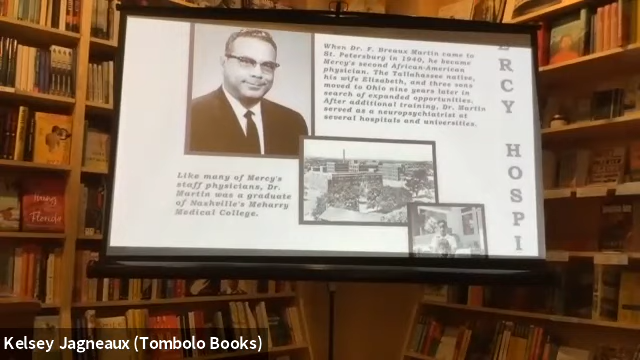 When Dr. F. Breaux Martin came to
St. Petersburg in 1940, he became
Mercy's second African-American
physician. The Tallahassee native,
his wife Elizabeth, and three sons
moved to Ohio nine years later in
search of expanded opportunities.
After additional training, Dr. Martin
served as a neuropsychiatrist at
several hospitals and universities.
Like many of Mercy's
staff physicians, Dr.
Martin was a graduate
of Nashville's Meharry
Medical College.
ERCY HOSPI
Kelsey Jagneaux (Tombolo Books)